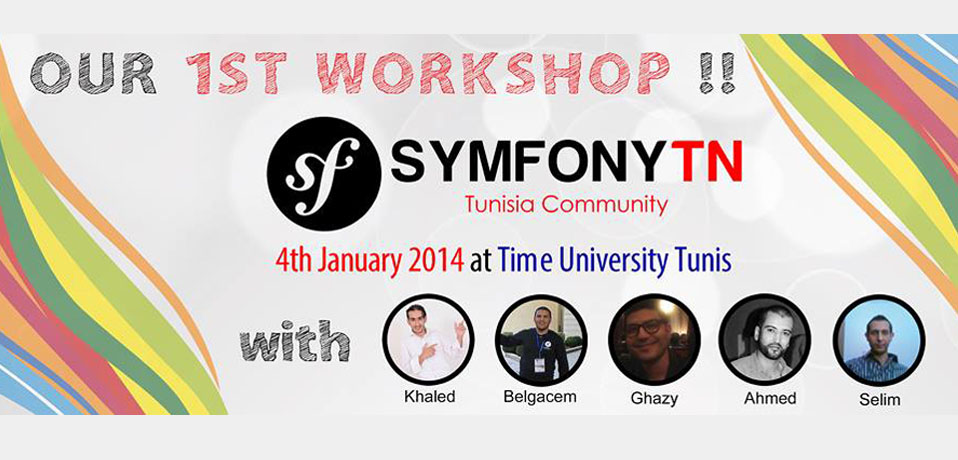 OUR 1ST WORKSHOP !!
sf SYMFONYTN
Tunisia Community
4th January 2014 at Time University Tunis
with
Khaled Belgacem Ghazy Ahmed Selim